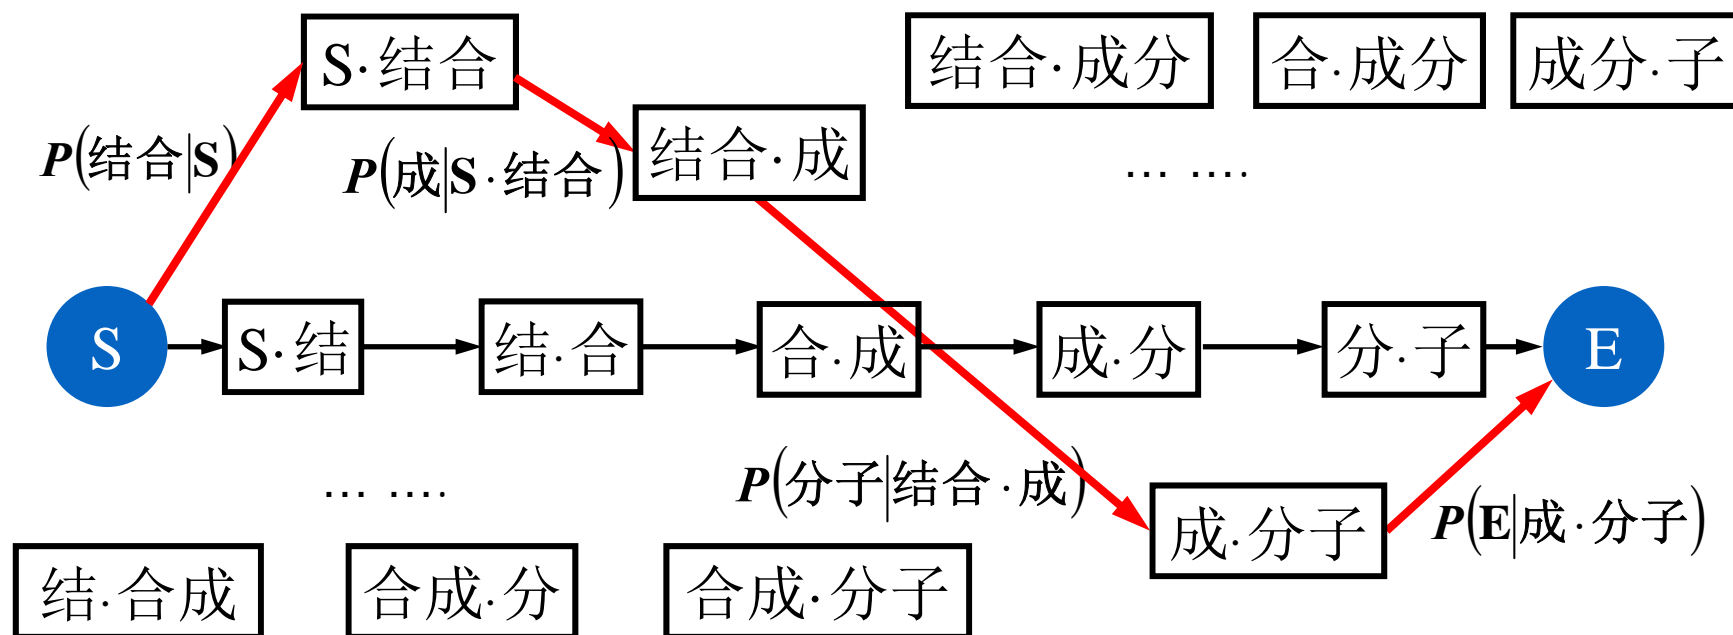 S·结合
结合·成分
合·成分
成分·子
P(结合|S)
P(成|S·结合)
结合·成
... ....
S
S·结
结·合
合·成
成·分
分·子
E
P(分子|结合·成)
... ....
成·分子
P(E|成·分子)
结·合成
合成·分
合成·分子